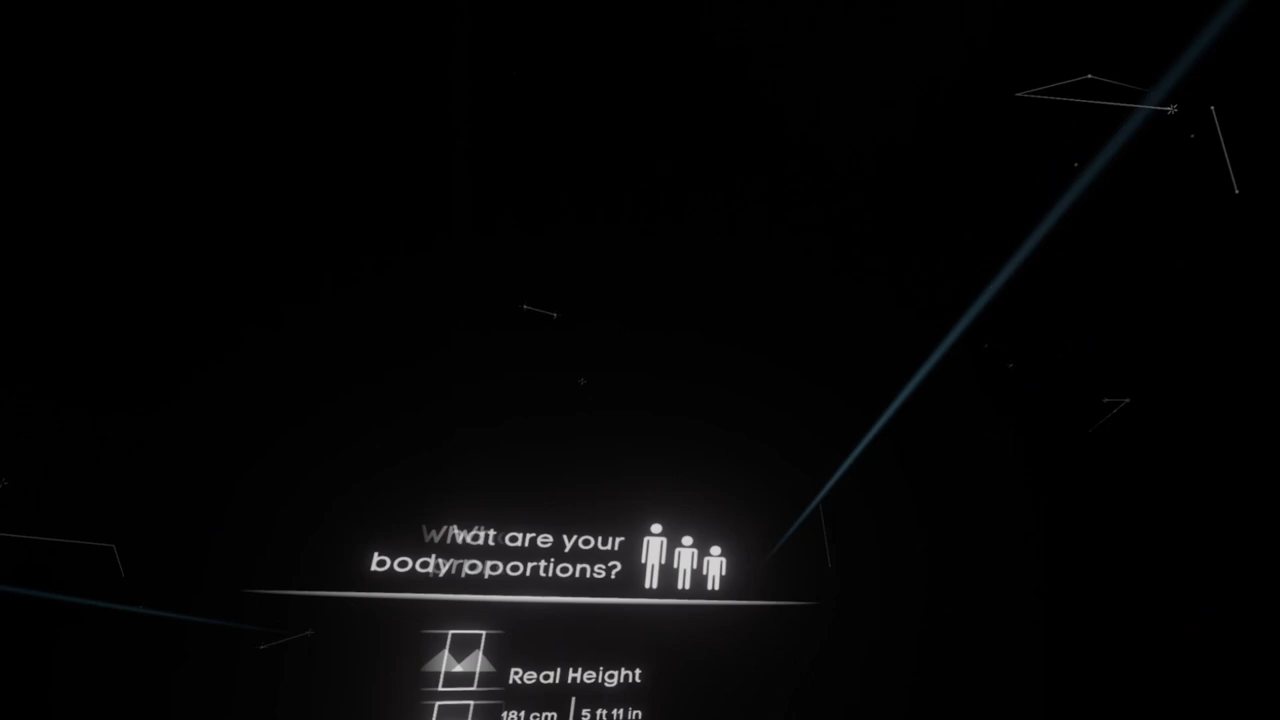 What are your
body proportions?
Real Height
181 cm | 5 ft 11 in